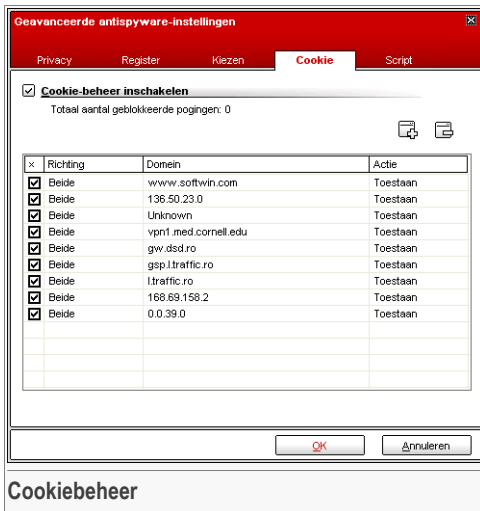 Geavanceerde antispyware-instellingen
Privacy Register Kiezen Cookie Script
Cookie-beheer inschakelen
Totaal aantal geblokkeerde pogingen: 0
× Richting Domein Actie
Beide www.softwin.com Toestaan
Beide 136.50.23.0 Toestaan
Beide Unknown Toestaan
Beide vpn1.med.cornell.edu Toestaan
Beide gw.dsd.ro Toestaan
Beide gsp.l.traffic.ro Toestaan
Beide l.traffic.ro Toestaan
Beide 168.69.158.2 Toestaan
Beide 0.0.39.0 Toestaan
OK Annuleren
Cookiebeheer